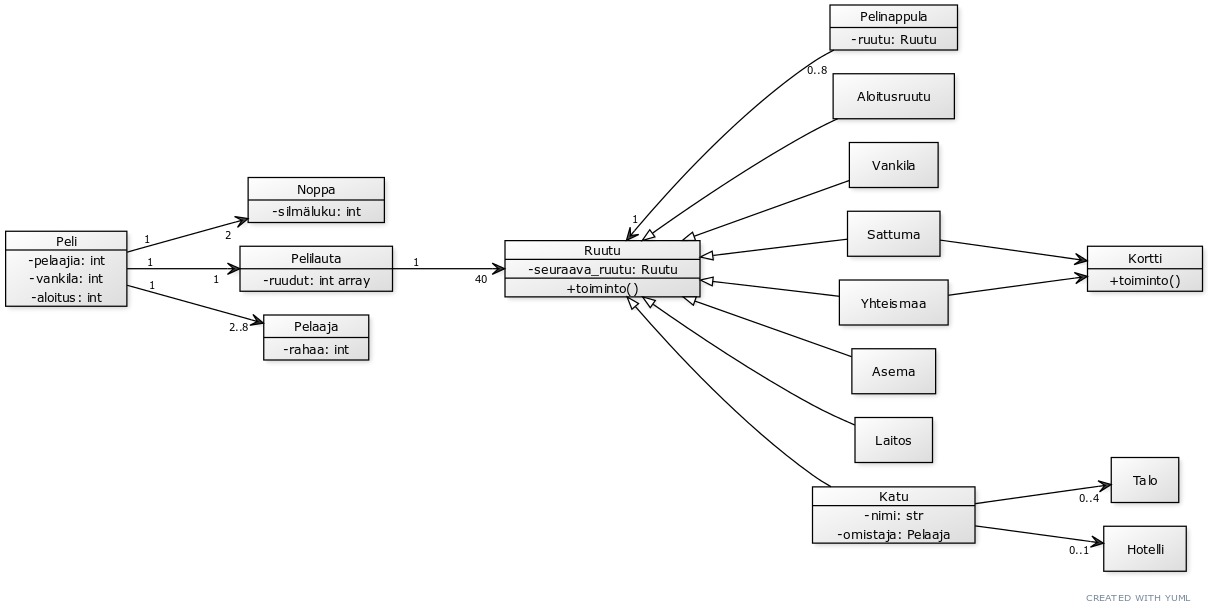 Peli
-pelaajia: int
-vankila: int
-aloitus: int
1
2
1
1
1
2..8
Noppa
-silmäluku: int
Pelilauta
-ruudut: int array
Pelaaja
-rahaa: int
1
40
Ruutu
-seuraava_ruutu: Ruutu
+toiminto()
1
0..8
Pelinappula
-ruutu: Ruutu
Aloitusruutu
Vankila
Sattuma
Yhteismaa
Asema
Laitos
Katu
-nimi: str
-omistaja: Pelaaja
Kortti
+toiminto()
0..4
Talo
0..1
Hotelli
CREATED WITH YUML